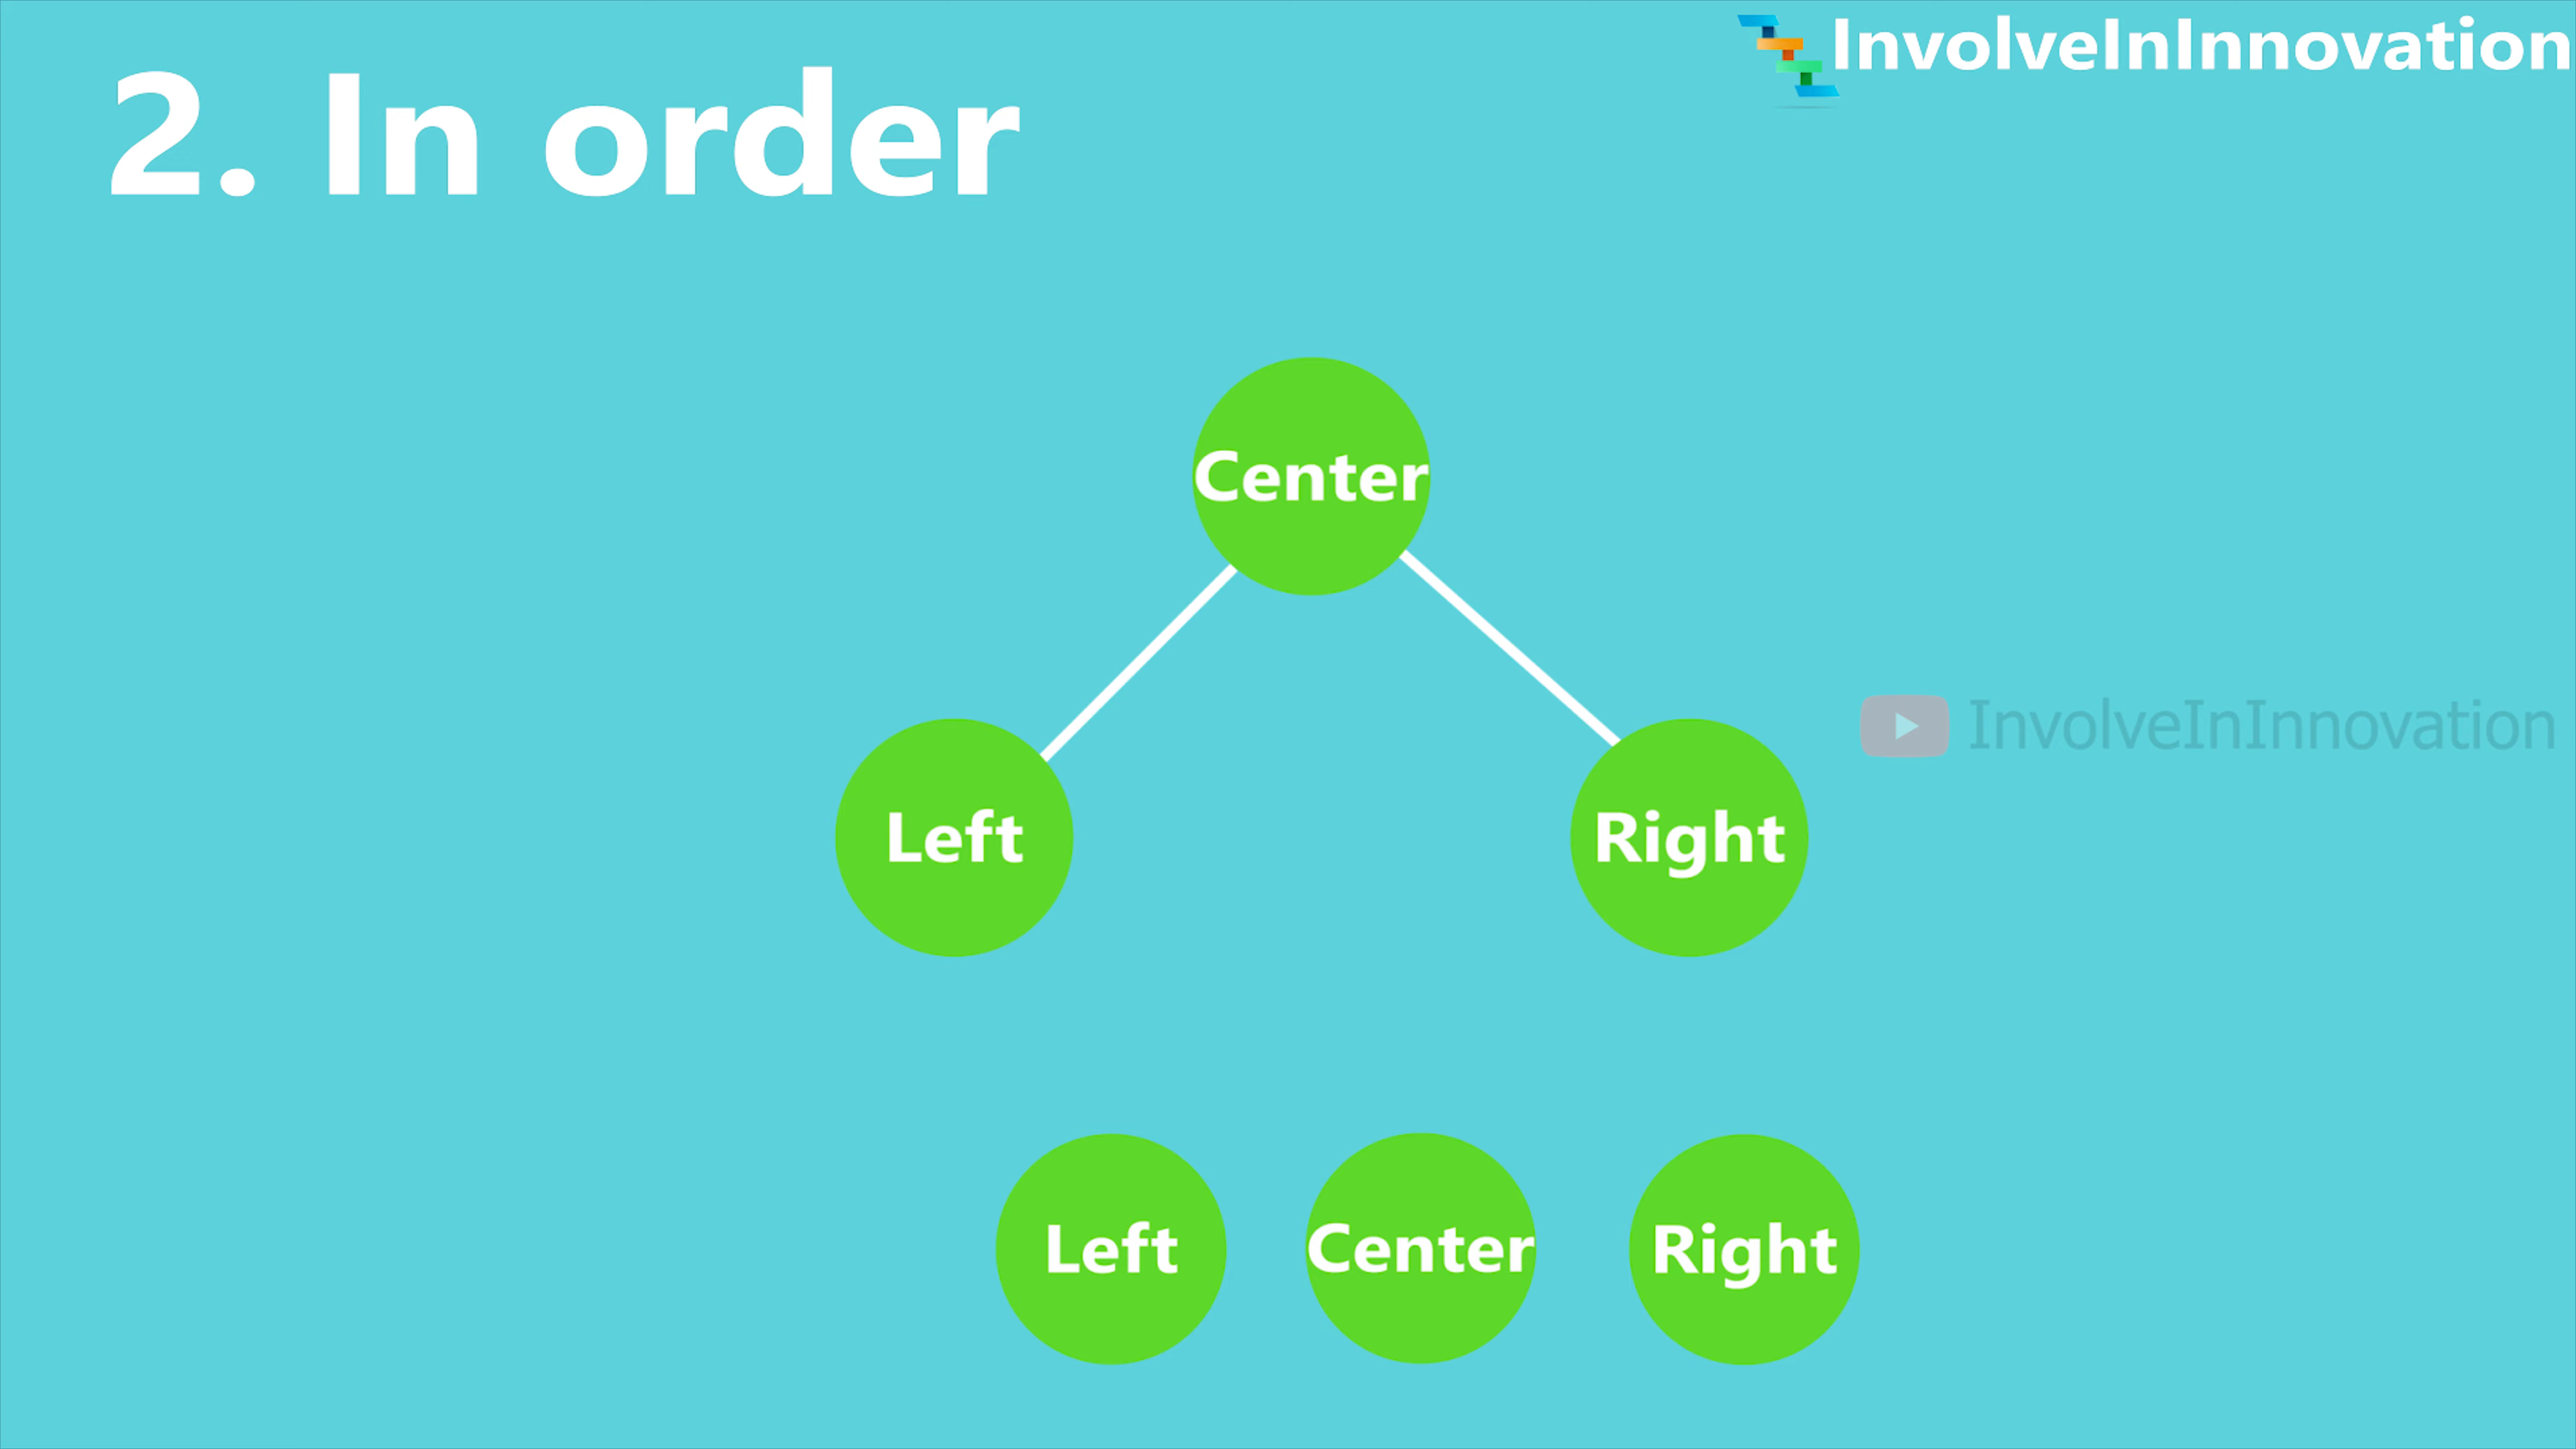 InvolveInInnovation
2. In order
Center
Left
Right
InvolveInInnovation
Left Center Right